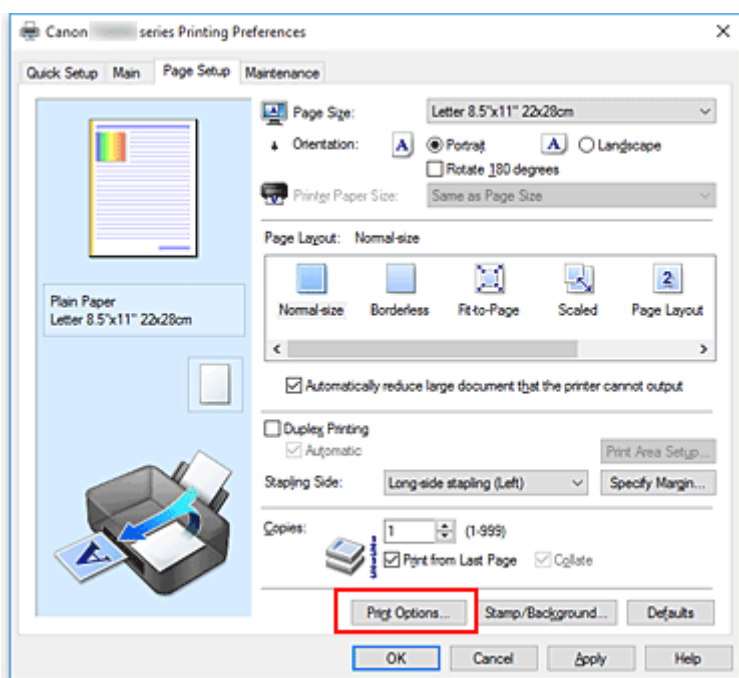 Canon series Printing Preferences
Quick Setup Main Page Setup Maintenance
Page Size: Letter 8.5"x11" 22x28cm
Orientation: A Portrait A Landscape
Rotate 180 degrees
Printer Paper Size: Same as Page Size
Page Layout: Normal-size
2
Normal-size Borderless Fit-to-Page Scaled Page Layout
Plain Paper
Letter 8.5"x11" 22x28cm
Automatically reduce large document that the printer cannot output
Duplex Printing
Automatic Print Area Setup...
Stapling Side: Long-side stapling (Left) Specify Margin...
Copies: 1 (1-999)
Print from Last Page Collate
A
Print Options... Stamp/Background... Defaults
OK Cancel Apply Help